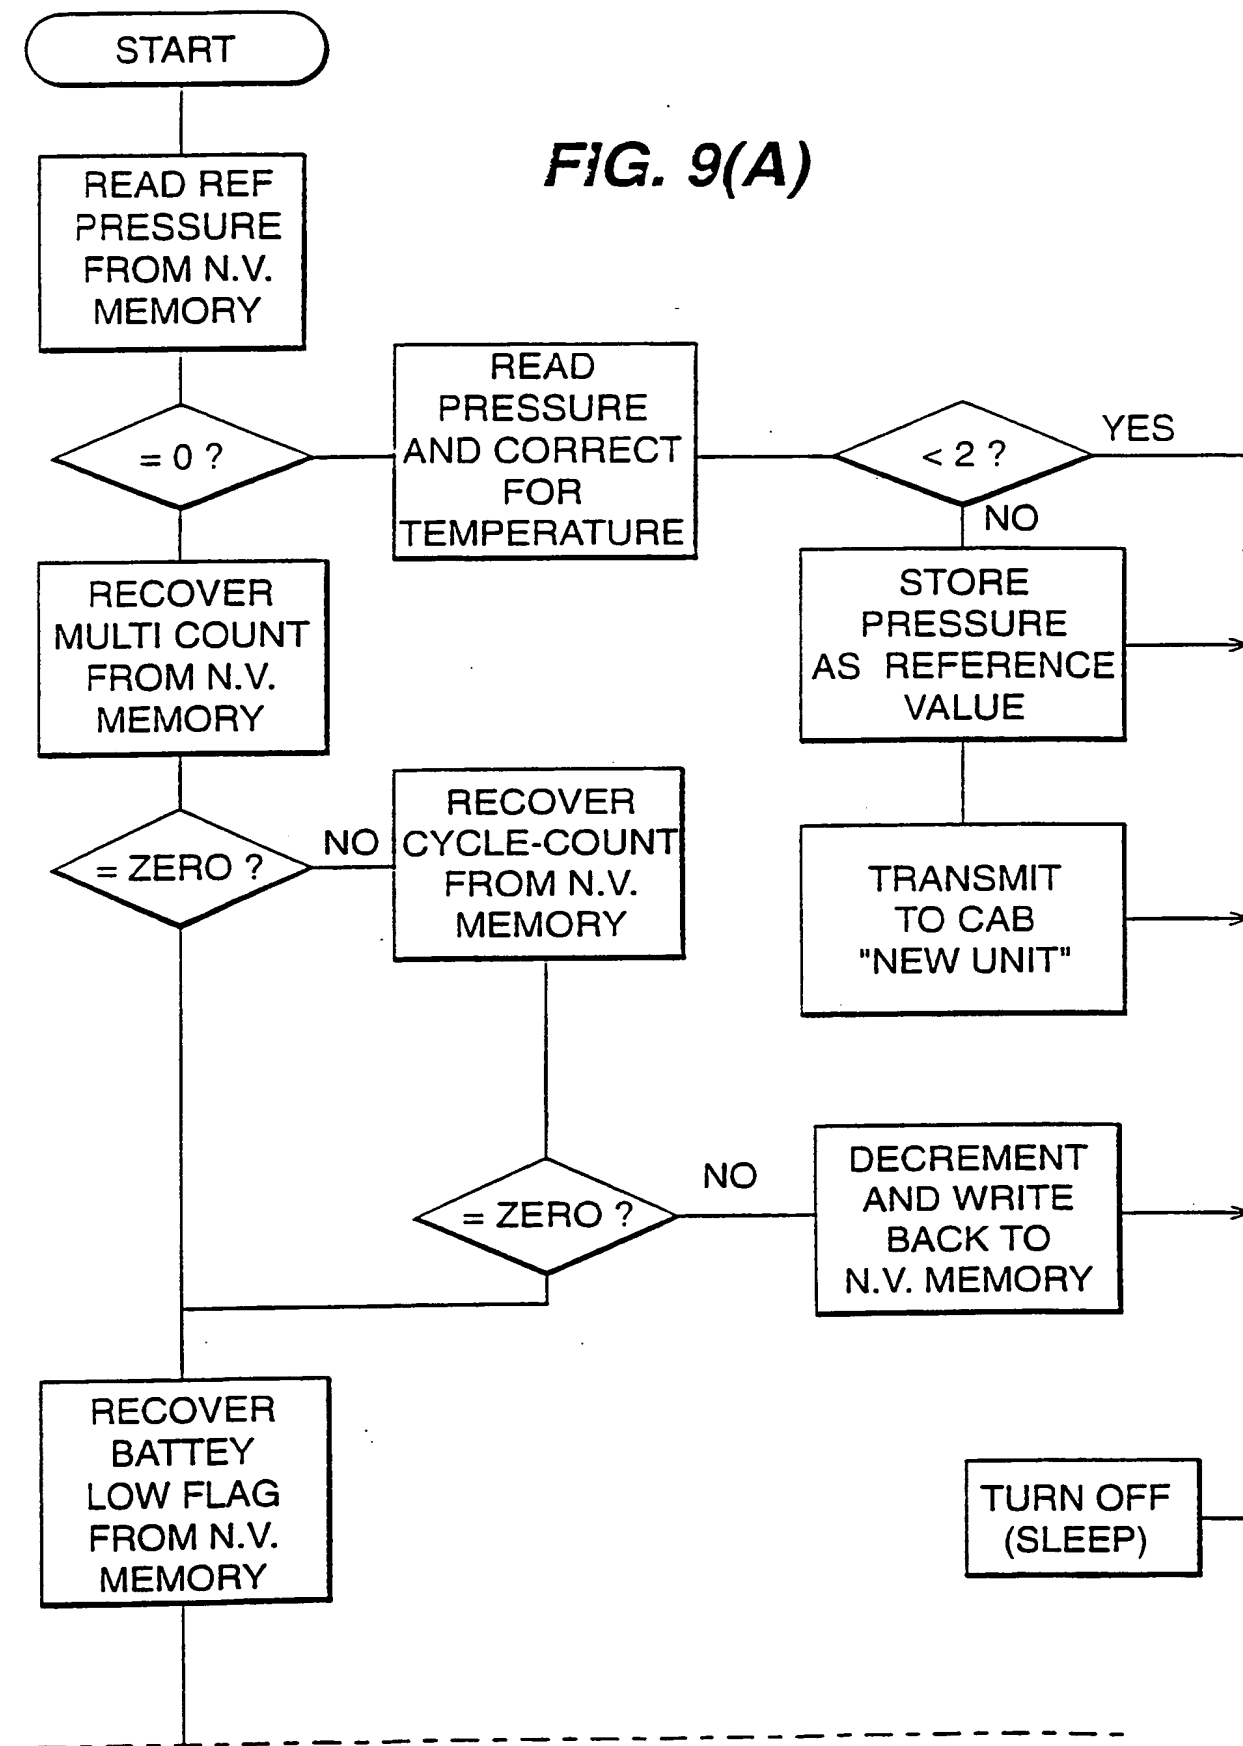 START
FIG. 9(A)
READ REF
PRESSURE
FROM N.V.
MEMORY
= 0 ?
READ
PRESSURE
AND CORRECT
FOR
TEMPERATURE
< 2 ?
YES
NO
STORE
PRESSURE
AS REFERENCE
VALUE
RECOVER
MULTI COUNT
FROM N.V.
MEMORY
= ZERO ?
NO
RECOVER
CYCLE-COUNT
FROM N.V.
MEMORY
TRANSMIT
TO CAB
"NEW UNIT"
= ZERO ?
NO
DECREMENT
AND WRITE
BACK TO
N.V. MEMORY
RECOVER
BATTEY
LOW FLAG
FROM N.V.
MEMORY
TURN OFF
(SLEEP)